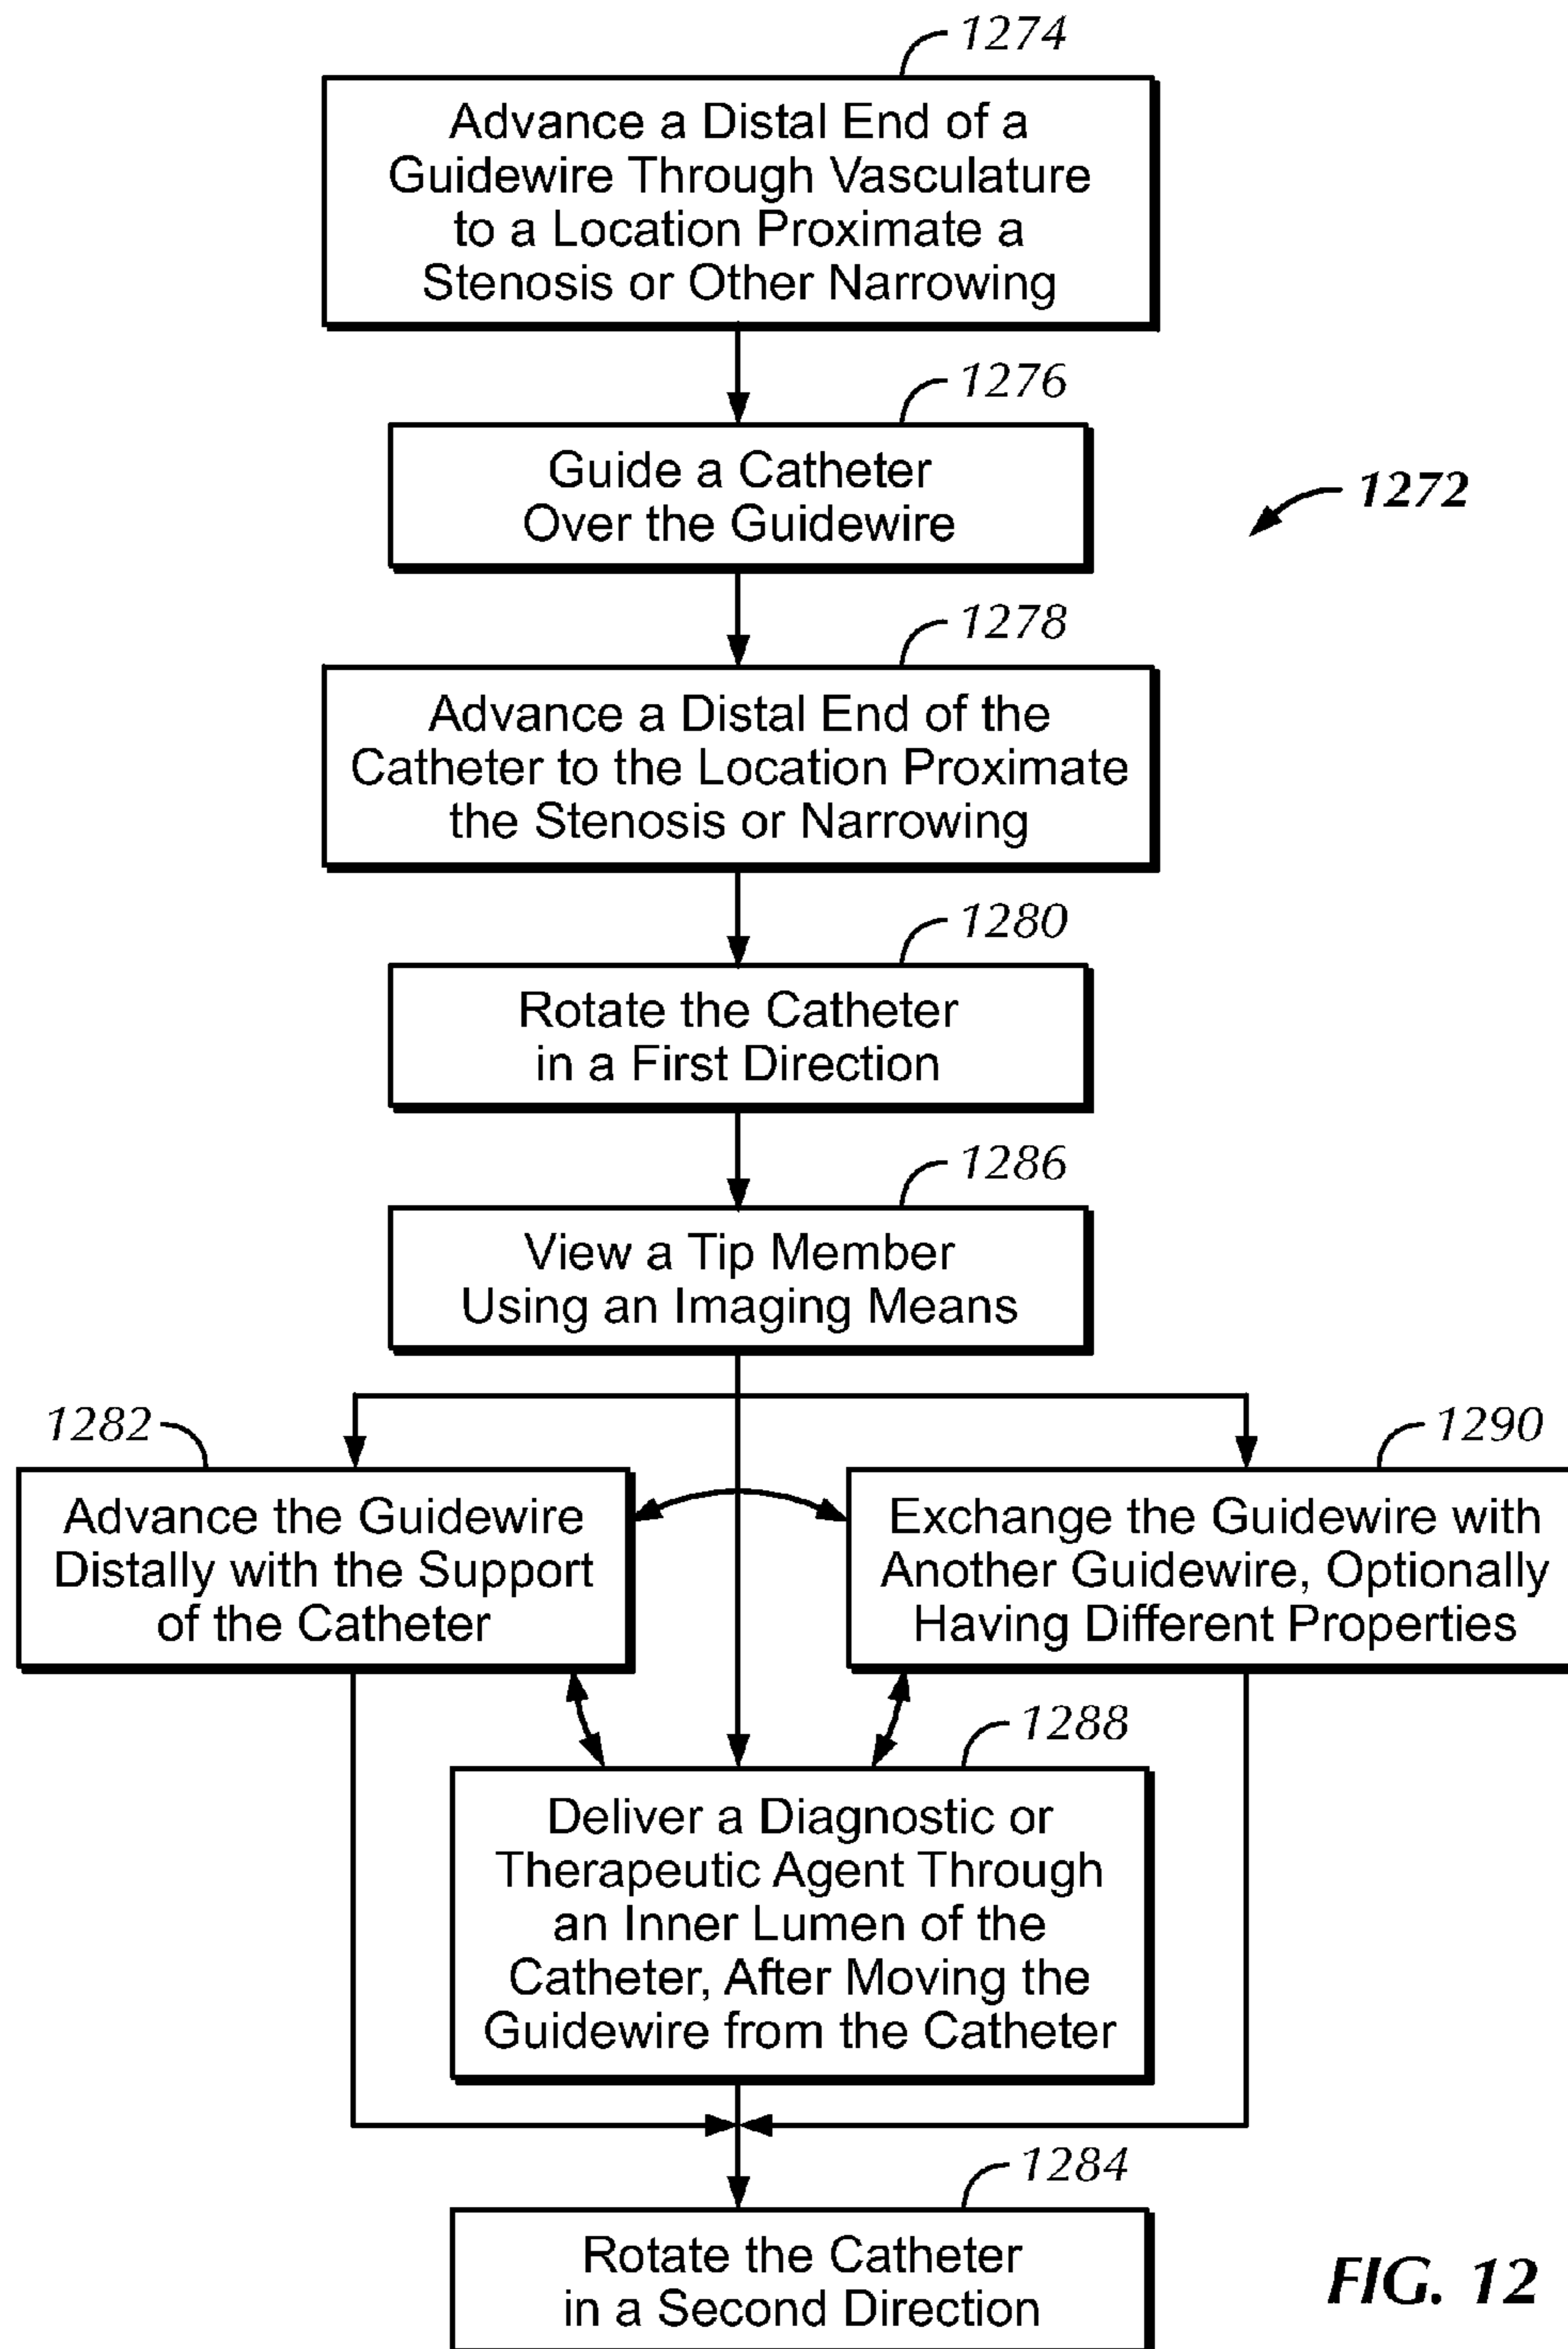 1274
Advance a Distal End of a
Guidewire Through Vasculature
to a Location Proximate a
Stenosis or Other Narrowing
1276
Guide a Catheter
Over the Guidewire
1272
1278
Advance a Distal End of the
Catheter to the Location Proximate
the Stenosis or Narrowing
1280
Rotate the Catheter
in a First Direction
1286
View a Tip Member
Using an Imaging Means
1282
Advance the Guidewire
Distally with the Support
of the Catheter
1290
Exchange the Guidewire with
Another Guidewire, Optionally
Having Different Properties
1288
Deliver a Diagnostic or
Therapeutic Agent Through
an Inner Lumen of the
Catheter, After Moving the
Guidewire from the Catheter
1284
Rotate the Catheter
in a Second Direction
FIG. 12